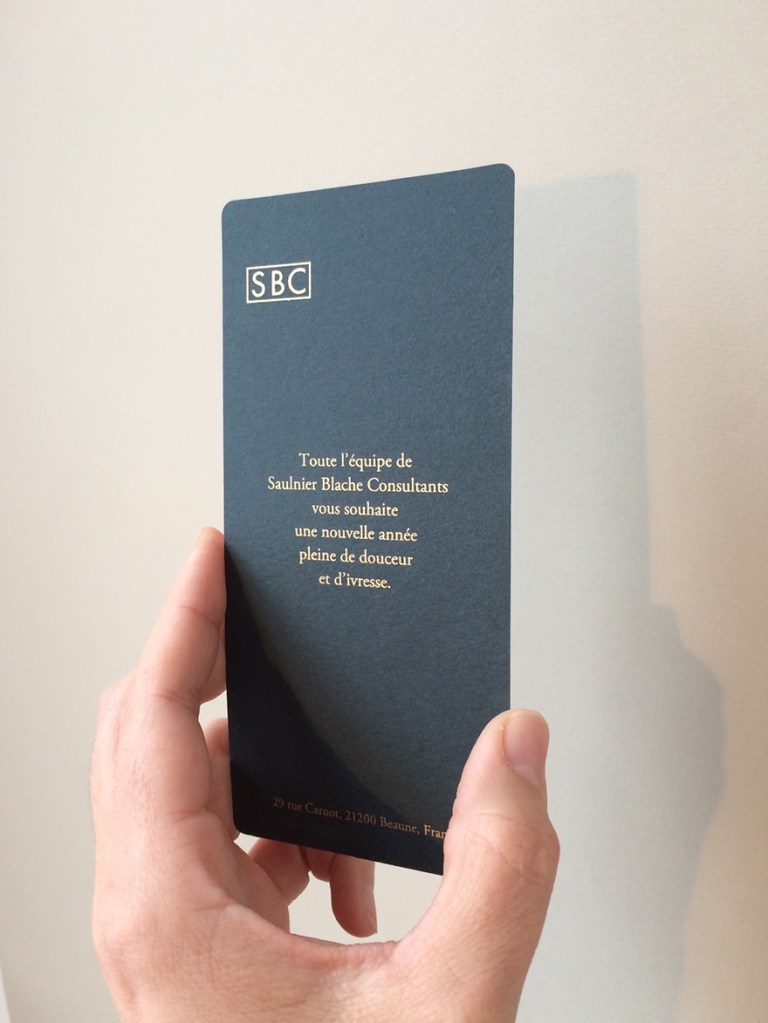 SBC
Toute l'équipe de
Saulnier Blache Consultants
vous souhaite
une nouvelle année
pleine de douceur
et d'ivresse.
29 rue Carnot, 21200 Beaune,